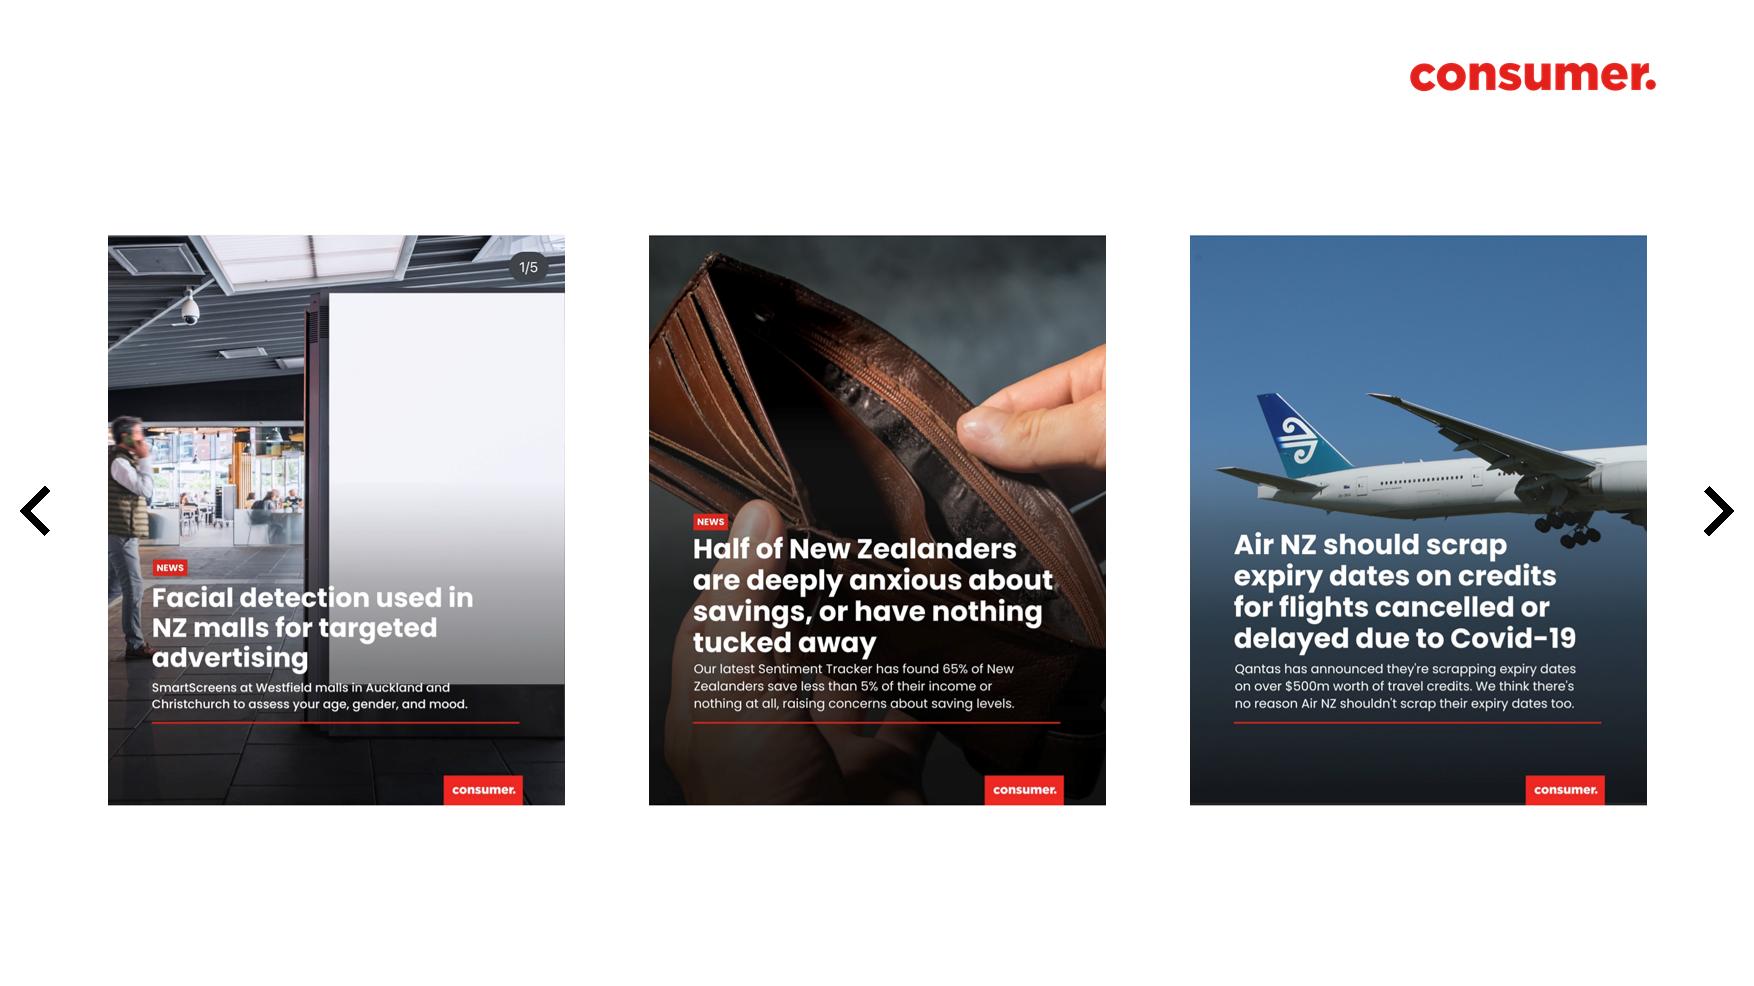 consumer.
1/5
NEWS
Facial detection used in
NZ malls for targeted
advertising
SmartScreens at Westfield malls in Auckland and
Christchurch to assess your age, gender, and mood.
consumer.
NEWS
Half of New Zealanders
are deeply anxious about
savings, or have nothing
tucked away
Our latest Sentiment Tracker has found 65% of New
Zealanders save less than 5% of their income or
nothing at all, raising concerns about saving levels.
consumer.
Air NZ should scrap
expiry dates on credits
for flights cancelled or
delayed due to Covid-19
Qantas has announced they're scrapping expiry dates
on over $500m worth of travel credits. We think there's
no reason Air NZ shouldn't scrap their expiry dates too.
consumer.